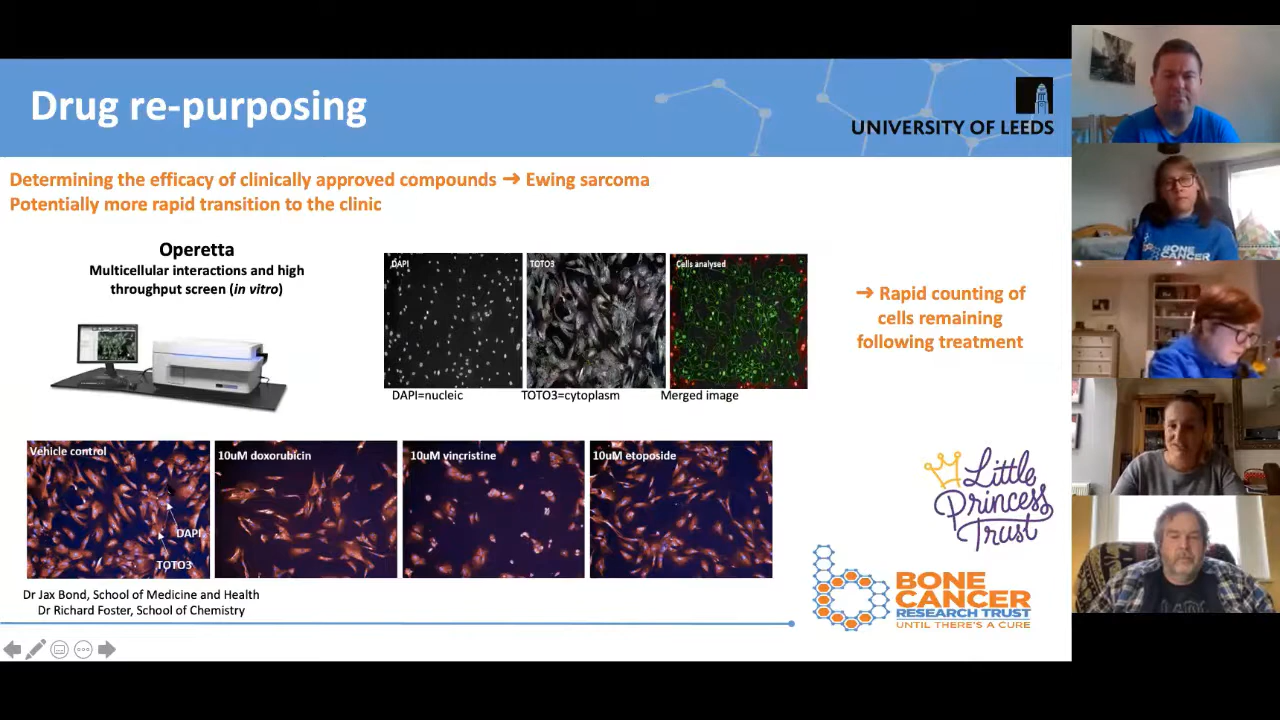 Drug re-purposing
UNIVERSITY OF LEEDS
Determining the efficacy of clinically approved compounds → Ewing sarcoma
Potentially more rapid transition to the clinic
Operetta
Multicellular interactions and high
throughput screen (in vitro)
DAPI
TOTO3
Cells analysed
DAPI=nucleic
TOTO3=cytoplasm
Merged image
→ Rapid counting of
cells remaining
following treatment
Vehicle control
DAPI
TOTO3
10uM doxorubicin
10uM vincristine
10uM etoposide
Dr Jax Bond, School of Medicine and Health
Dr Richard Foster, School of Chemistry
Little
Princess
Trust
BONE
CANCER
RESEARCH TRUST
UNTIL THERE'S A CURE
BONE
CANCER